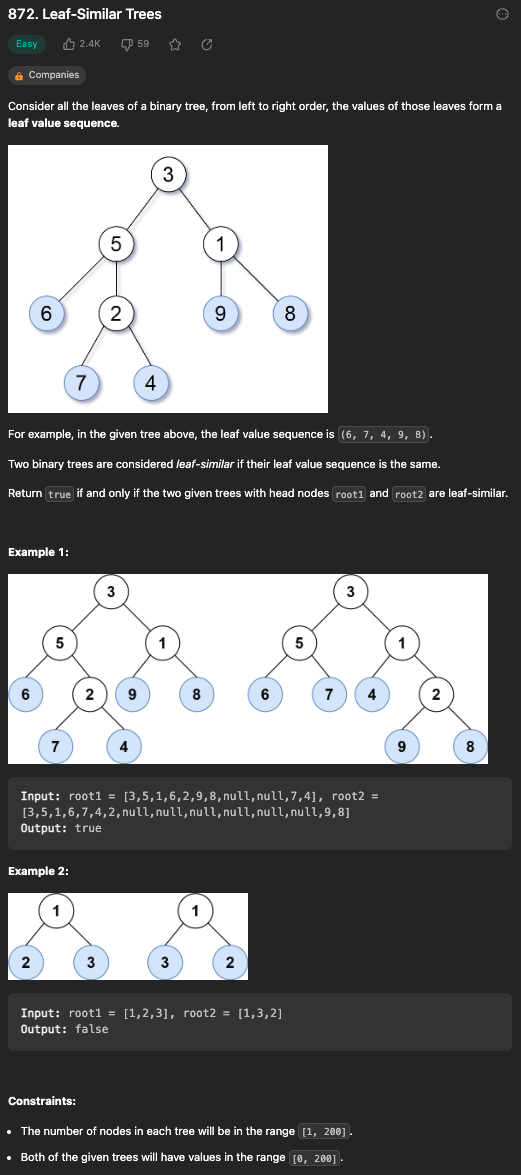 872. Leaf-Similar Trees
Easy 2.4K 59
Companies
Consider all the leaves of a binary tree, from left to right order, the values of those leaves form a
leaf value sequence.
3
5 1
6 2 9 8
7 4
For example, in the given tree above, the leaf value sequence is (6, 7, 4, 9, 8).
Two binary trees are considered leaf-similar if their leaf value sequence is the same.
Return true if and only if the two given trees with head nodes root1 and root2 are leaf-similar.
Example 1:
3 3
5 1 5 1
6 2 9 8 6 7 4 2
7 4 9 8
Input: root1 = [3,5,1,6,2,9,8,null,null,7,4], root2 =
[3,5,1,6,7,4,2,null,null,null,null,null,null,9,8]
Output: true
Example 2:
1 1
2 3 3 2
Input: root1 = [1,2,3], root2 = [1,3,2]
Output: false
Constraints:
• The number of nodes in each tree will be in the range [1, 200].
• Both of the given trees will have values in the range [0, 200].